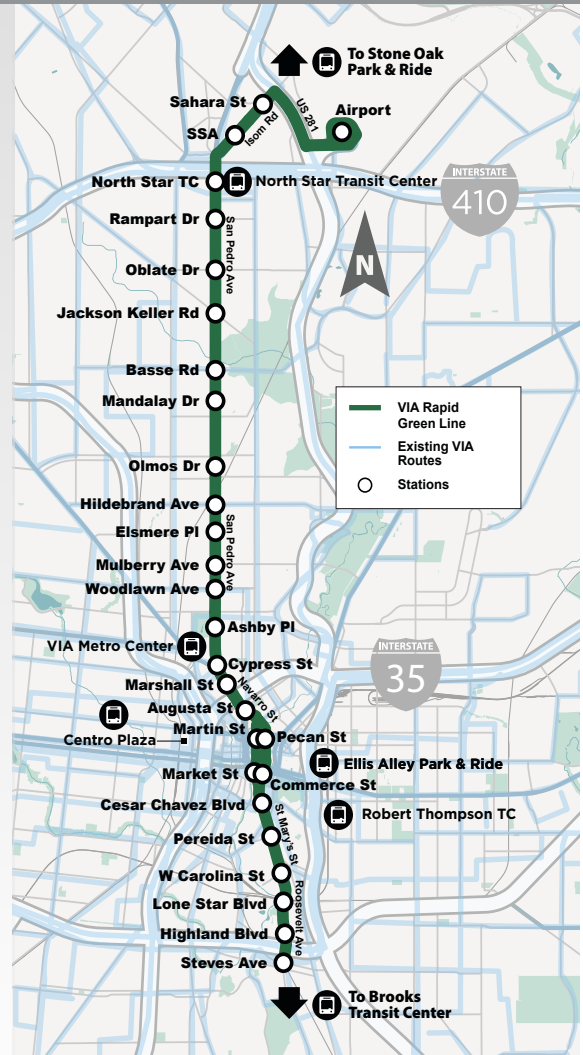 To Stone Oak
Park & Ride
Sahara St
US 281
Airport
SSA
Isom Rd
North Star TC
North Star Transit Center
INTERSTATE
410
Rampart Dr
San Pedro Ave
Oblate Dr
N
Jackson Keller Rd
Basse Rd
Mandalay Dr
VIA Rapid
Green Line
Existing VIA
Routes
Stations
Olmos Dr
Hildebrand Ave
San Pedro Ave
Elsmere Pl
Mulberry Ave
Woodlawn Ave
Ashby Pl
VIA Metro Center
INTERSTATE
35
Cypress St
Marshall St
Navarro St
Augusta St
Martin St
Pecan St
Centro Plaza
Ellis Alley Park & Ride
Market St
Commerce St
Cesar Chavez Blvd
Robert Thompson TC
St Mary's St
Pereida St
W Carolina St
Roosevelt Ave
Lone Star Blvd
Highland Blvd
Steves Ave
To Brooks
Transit Center